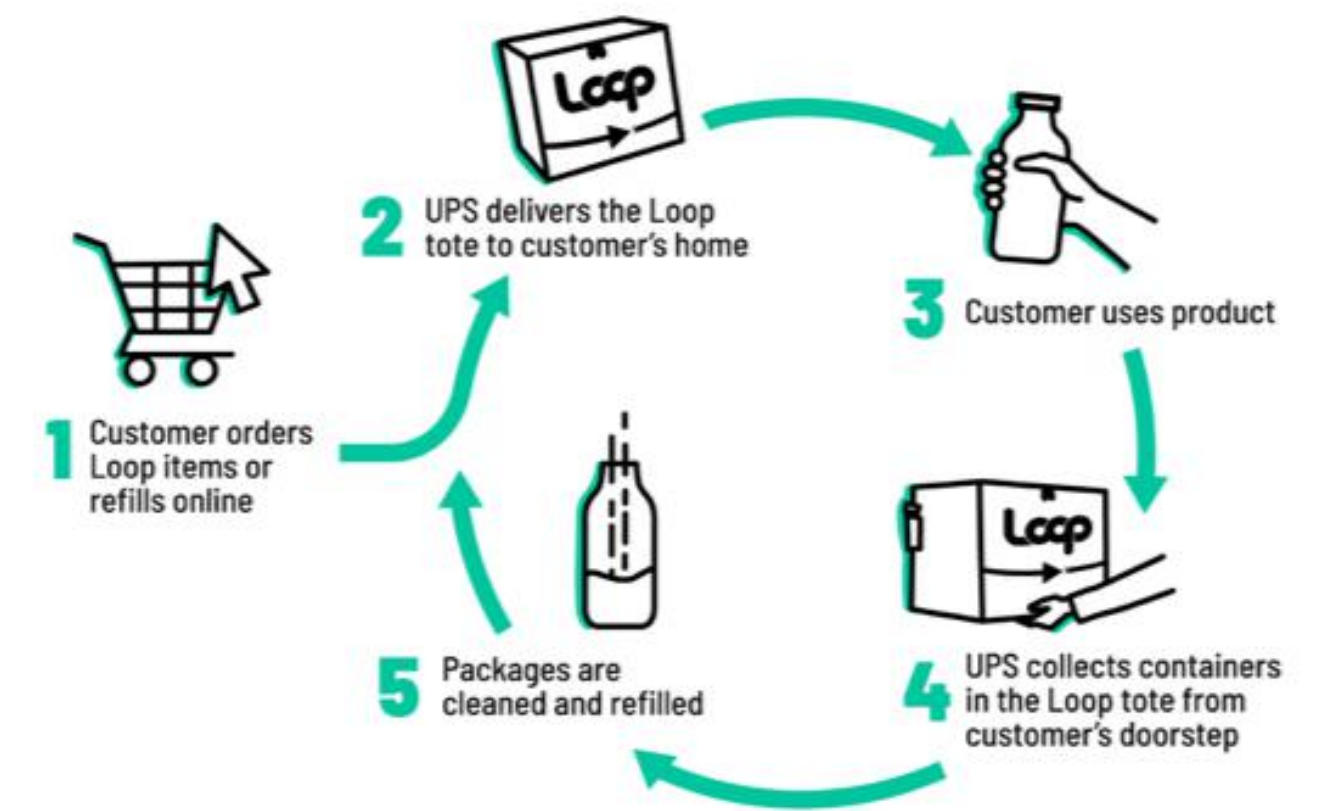 Loop
2 UPS delivers the Loop
tote to customer's home
3 Customer uses product
1 Customer orders
Loop items or
refills online
Loop
5 Packages are
cleaned and refilled
4 UPS collects containers
in the Loop tote from
customer's doorstep